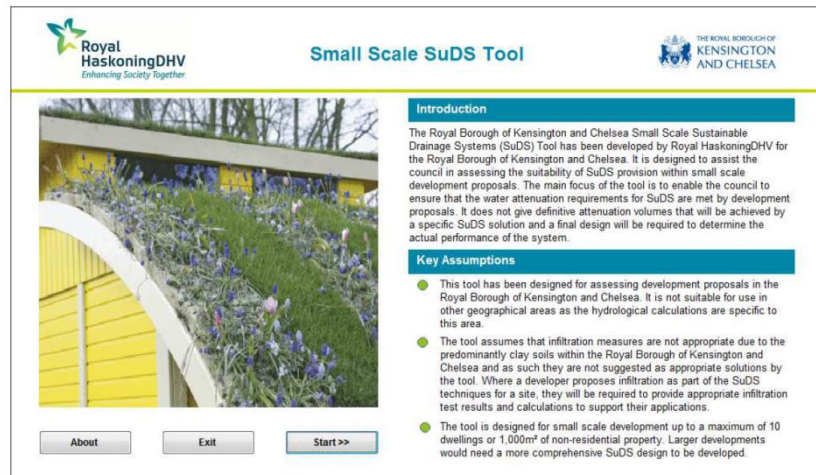 Royal
HaskoningDHV
Enhancing Society Together
Small Scale SuDS Tool
THE ROYAL BOROUGH OF
KENSINGTON
AND CHELSEA
Introduction
The Royal Borough of Kensington and Chelsea Small Scale Sustainable
Drainage Systems (SuDS) Tool has been developed by Royal HaskoningDHV for
the Royal Borough of Kensington and Chelsea. It is designed to assist the
council in assessing the suitability of SuDS provision within small scale
development proposals. The main focus of the tool is to enable the council to
ensure that the water attenuation requirements for SuDS are met by development
proposals. It does not give definitive attenuation volumes that will be achieved by
a specific SuDS solution and a final design will be required to determine the
actual performance of the system.
Key Assumptions
This tool has been designed for assessing development proposals in the
Royal Borough of Kensington and Chelsea. It is not suitable for use in
other geographical areas as the hydrological calculations are specific to
this area.
The tool assumes that infiltration measures are not appropriate due to the
predominantly clay soils within the Royal Borough of Kensington and
Chelsea and as such they are not suggested as appropriate solutions by
the tool. Where a developer proposes infiltration as part of the SuDS
techniques for a site, they will be required to provide appropriate infiltration
test results and calculations to support their applications.
The tool is designed for small scale development up to a maximum of 10
dwellings or 1,000m² of non-residential property. Larger developments
would need a more comprehensive SuDS design to be developed.
About
Exit
Start >>